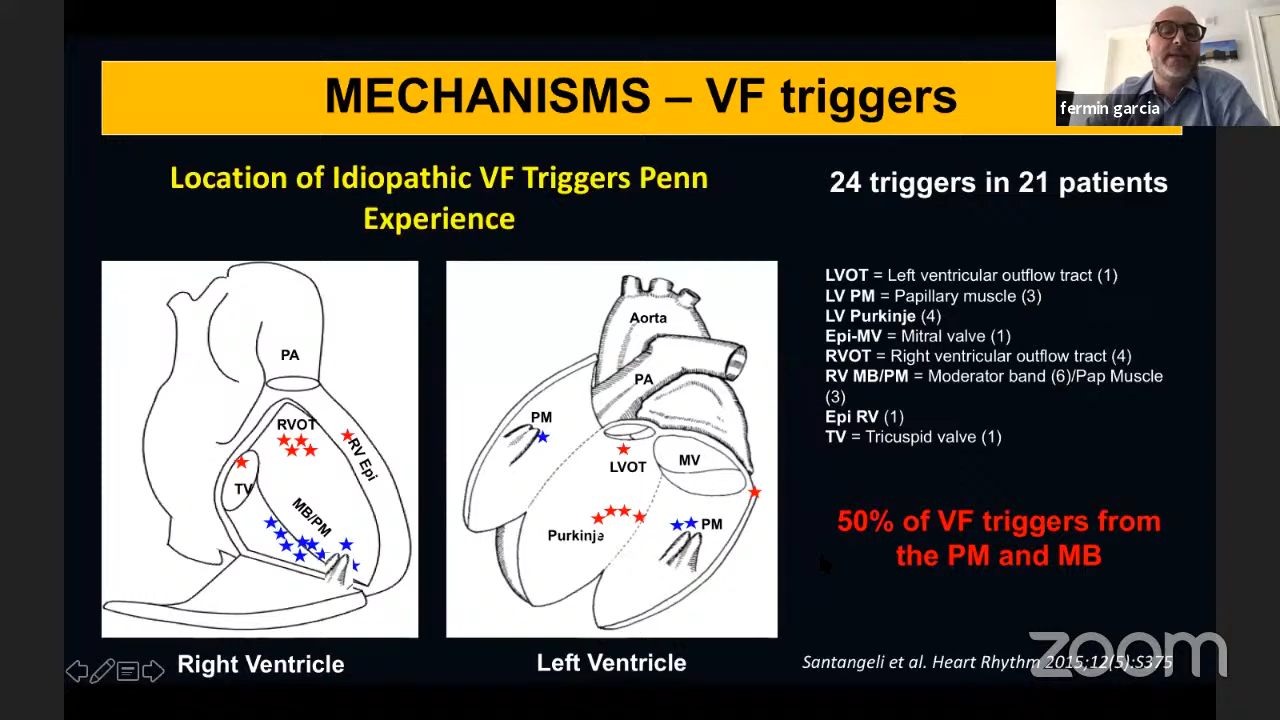 MECHANISMS – VF triggers
fermin garcia
Location of Idiopathic VF Triggers Penn
Experience
24 triggers in 21 patients
PA
RVOT
RV Epi
TV
MB/PM
Right Ventricle
Aorta
PA
PM
LVOT
MV
Purkinje
PM
Left Ventricle
LVOT = Left ventricular outflow tract (1)
LV PM = Papillary muscle (3)
LV Purkinje (4)
Epi-MV = Mitral valve (1)
RVOT = Right ventricular outflow tract (4)
RV MB/PM = Moderator band (6)/Pap Muscle
(3)
Epi RV (1)
TV = Tricuspid valve (1)
50% of VF triggers from
the PM and MB
Santangeli et al. Heart Rhythm 2015;12(5):S375
zoom